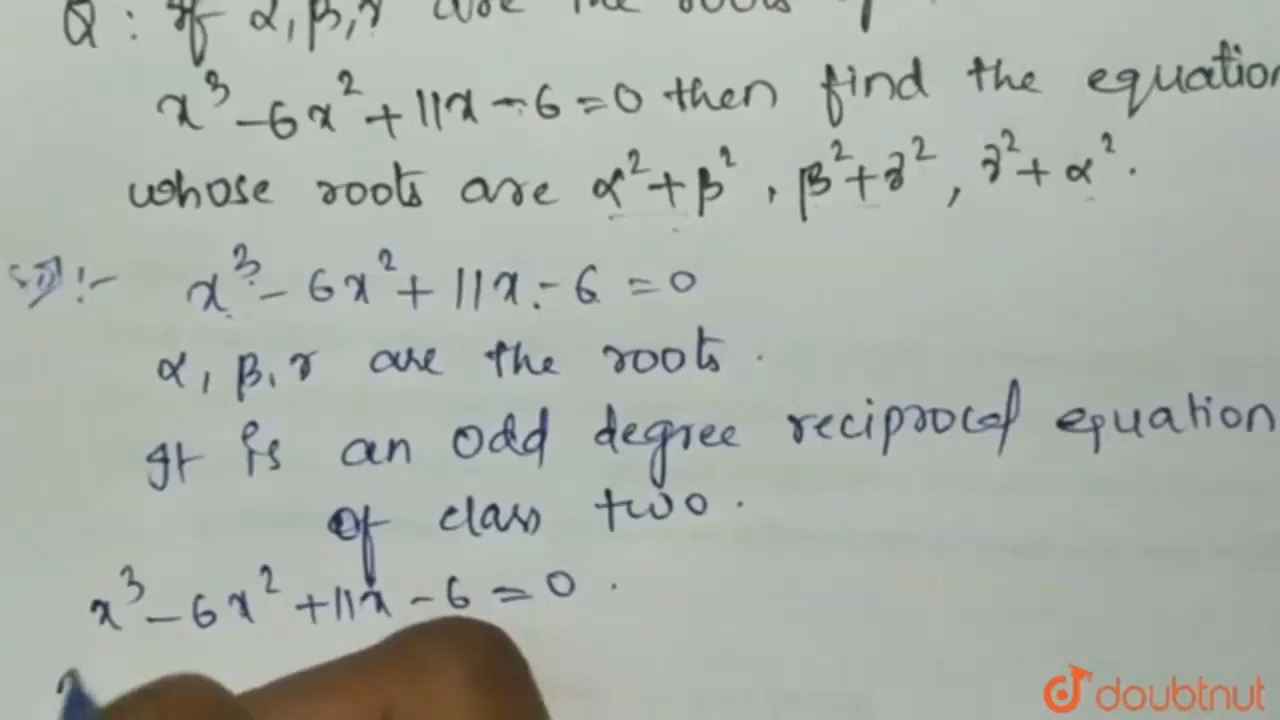 Q : If α, β, γ are the roots of
x³ - 6x² + 11x - 6 = 0 then find the equation
whose roots are α² + β² , β² + γ² , γ² + α² .
x³ - 6x² + 11x - 6 = 0
α, β, γ are the roots .
It is an odd degree reciprocal equation
of class two .
x³ - 6x² + 11x - 6 = 0 .
doubtnut